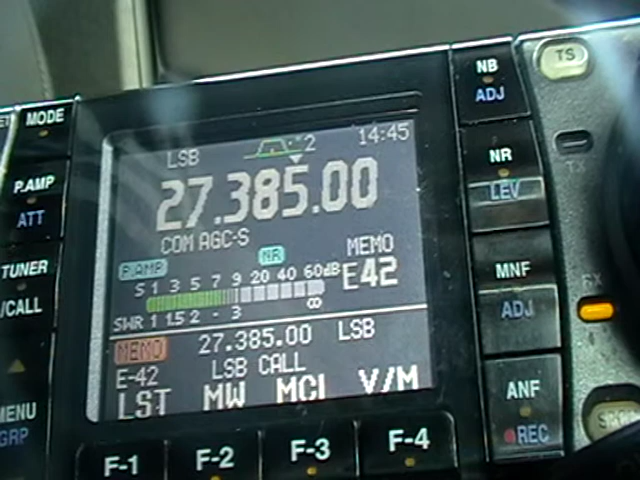 MODE
P.AMP
ATT
TUNER
/CALL
MENU
GRP
LSB 2 14:45
27.385.00
COM AGC-S
P.AMP NR MEMO
E42
S 1 3 5 7 9 20 40 60dB
SWR 1 1.5 2 - 3 ∞
MEMO 27.385.00 LSB
E-42 LSB CALL
LST MW MCL V/M
F-1 F-2 F-3 F-4
NB
ADJ
NR
LEV
MNF
ADJ
ANF
REC
TS
TX
RX